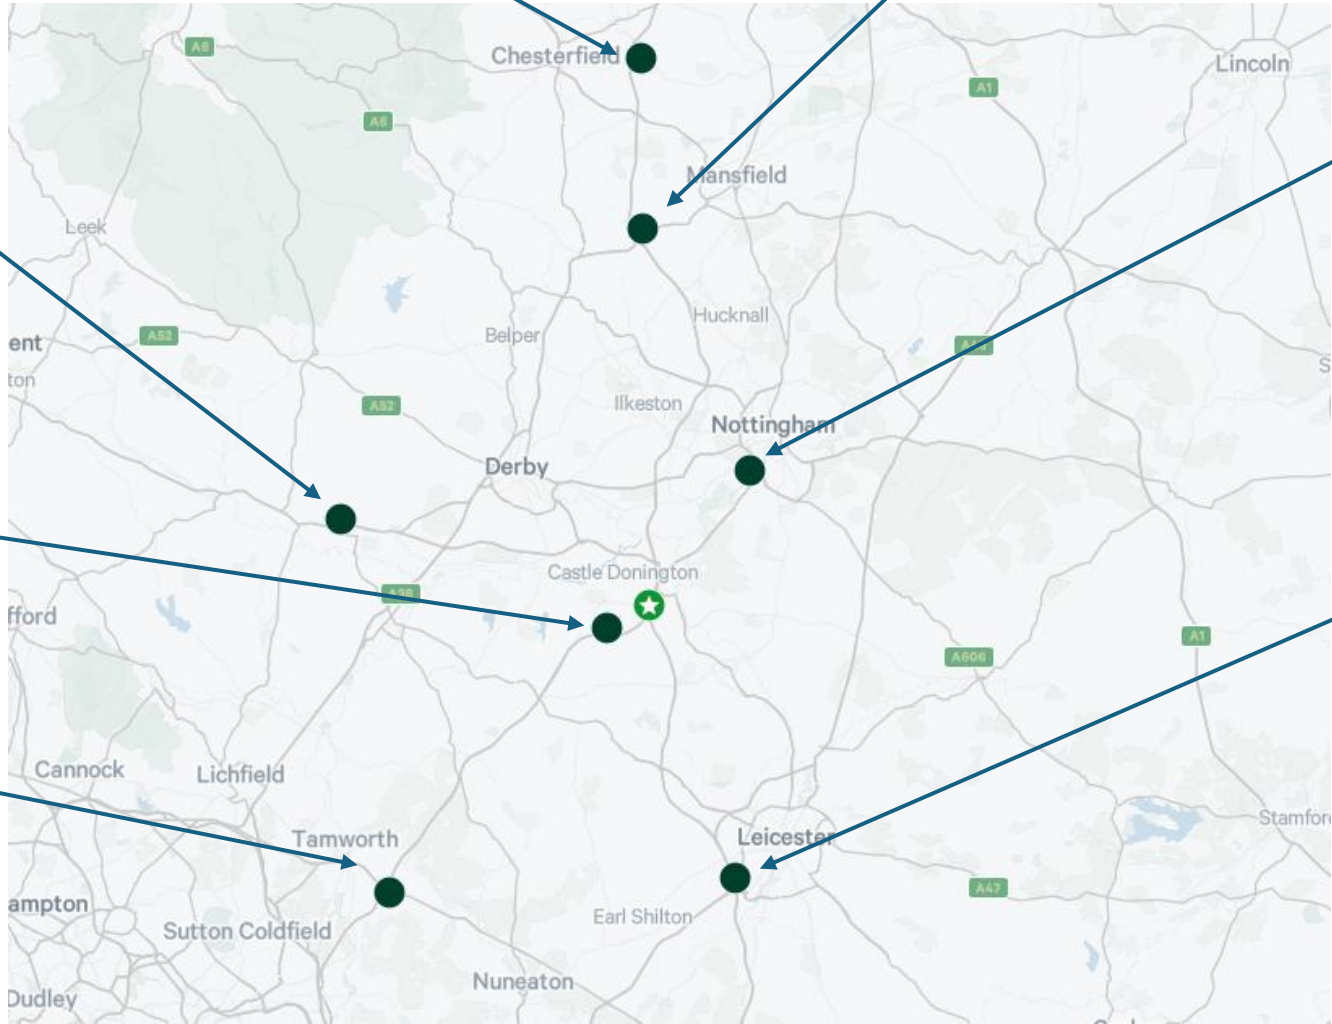 A6
Chesterfield
Lincoln
A1
A6
Mansfield
Leek
Hucknall
Belper
A52
ent
ton
S
A52
Ilkeston
Nottingham
Derby
Castle Donington
A38
fford
A1
A606
Cannock
Lichfield
Stamford
Tamworth
Leicester
A47
ampton
Earl Shilton
Sutton Coldfield
Nuneaton
Dudley